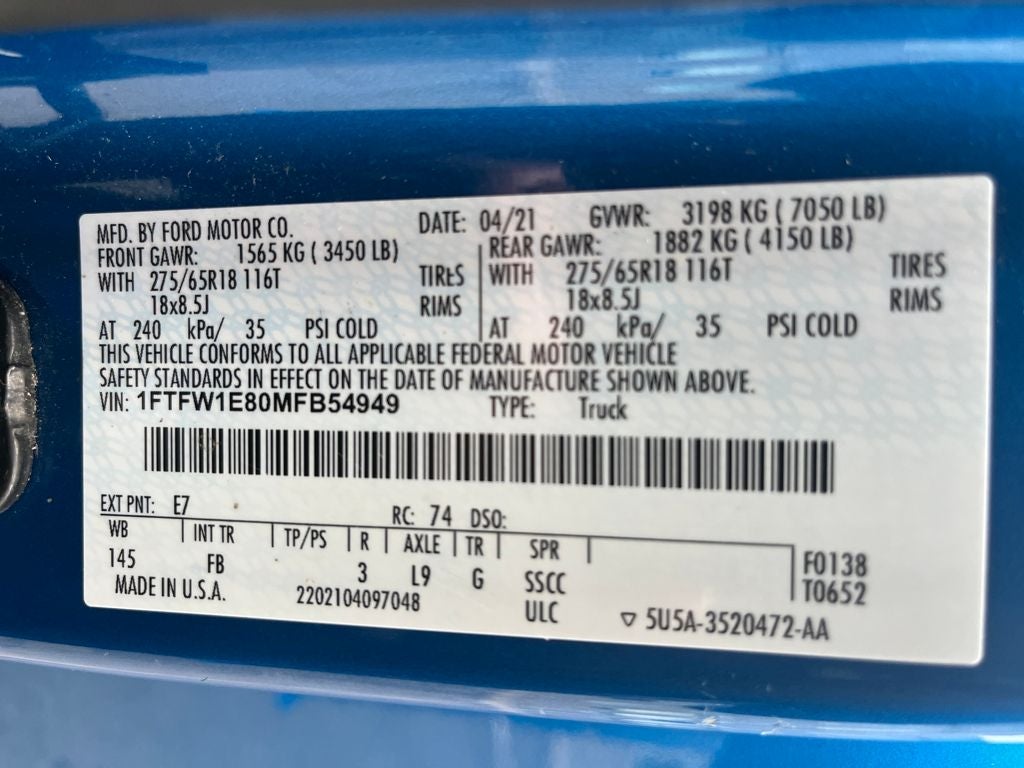 MFD. BY FORD MOTOR CO. DATE: 04/21 GVWR: 3198 KG ( 7050 LB)
FRONT GAWR: 1565 KG ( 3450 LB) REAR GAWR: 1882 KG ( 4150 LB)
WITH 275/65R18 116T TIRES WITH 275/65R18 116T TIRES
18x8.5J RIMS 18x8.5J RIMS
AT 240 kPa/ 35 PSI COLD AT 240 kPa/ 35 PSI COLD
THIS VEHICLE CONFORMS TO ALL APPLICABLE FEDERAL MOTOR VEHICLE
SAFETY STANDARDS IN EFFECT ON THE DATE OF MANUFACTURE SHOWN ABOVE.
VIN: 1FTFW1E80MFB54949 TYPE: Truck
EXT PNT: E7 RC: 74 DSO:
WB INT TR TP/PS R AXLE TR SPR F0138
145 FB 3 L9 G SSCC T0652
MADE IN U.S.A. 2202104097048 ULC ▽ 5U5A-3520472-AA